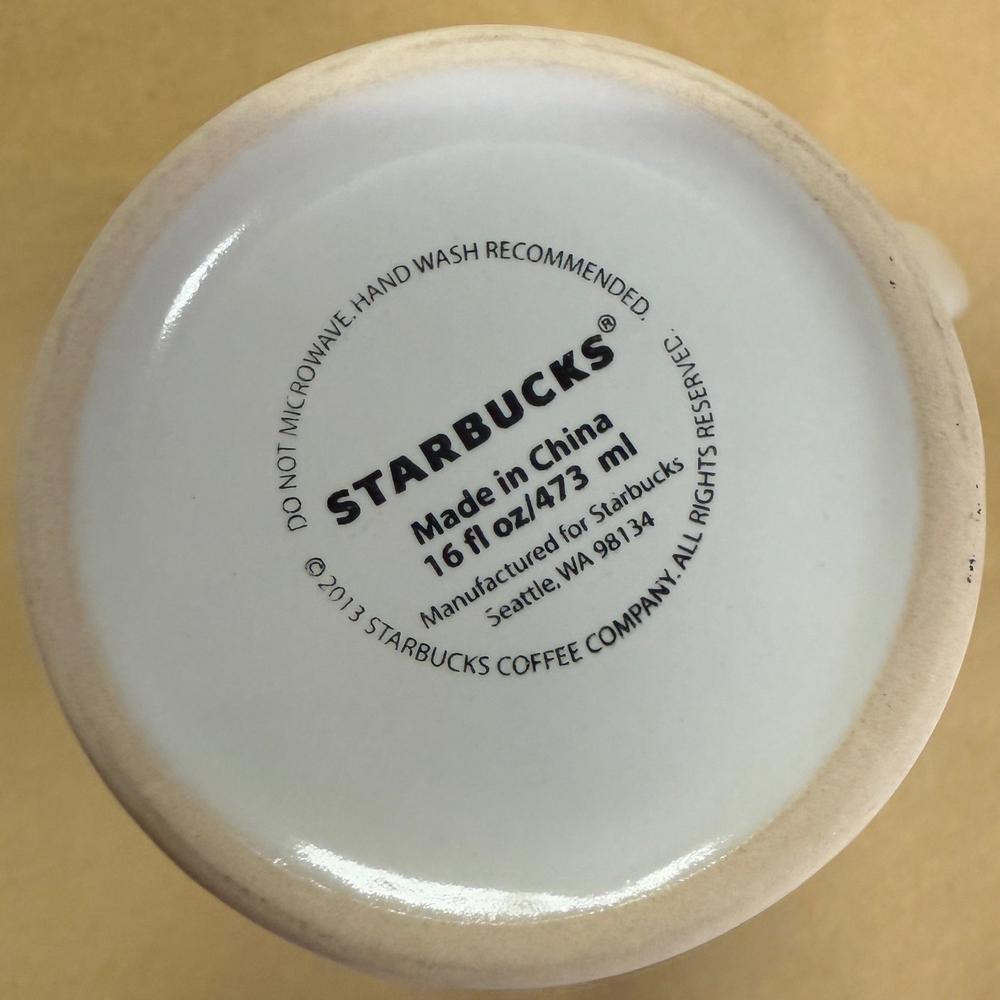 DO NOT MICROWAVE. HAND WASH RECOMMENDED.
STARBUCKS®
Made in China
16 fl oz/473 ml
Manufactured for Starbucks
Seattle, WA 98134
©2013 STARBUCKS COFFEE COMPANY. ALL RIGHTS RESERVED.